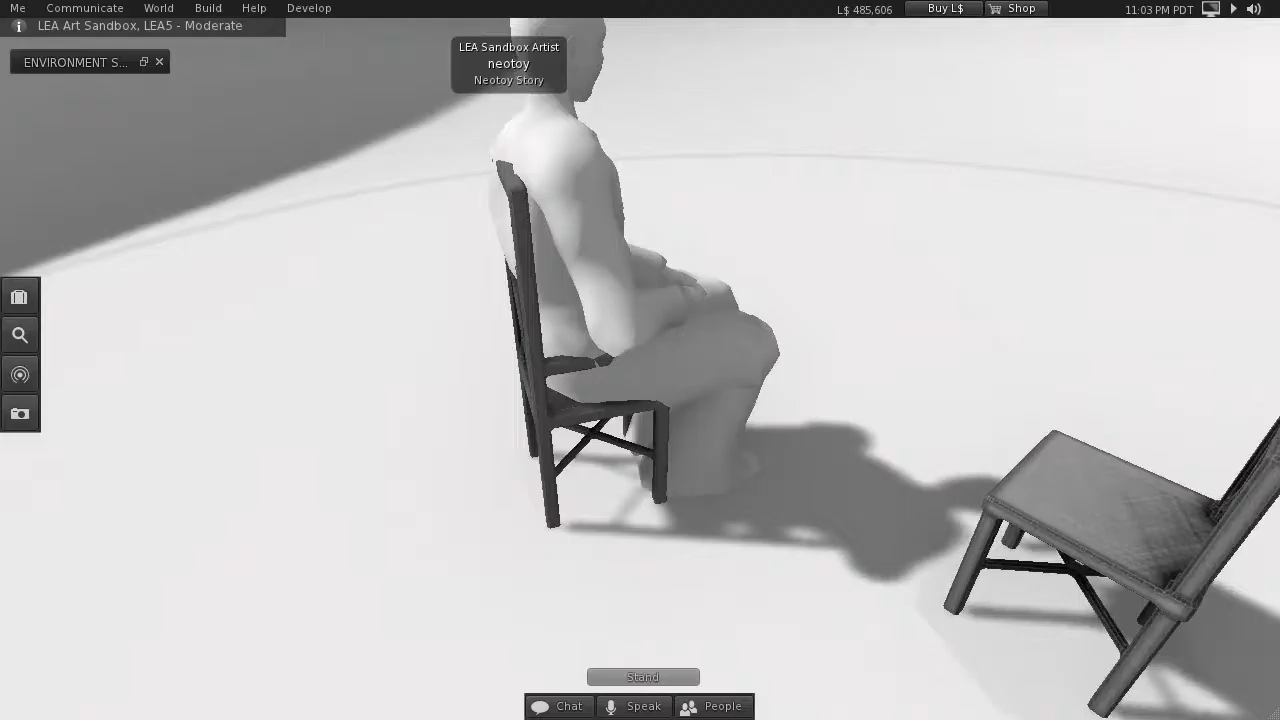 Me Communicate World Build Help Develop L$ 485,606 Buy L$ Shop 11:03 PM PDT
LEA Art Sandbox, LEA5 - Moderate
ENVIRONMENT S...
LEA Sandbox Artist
neotoy
Neotoy Story
Stand
Chat Speak People